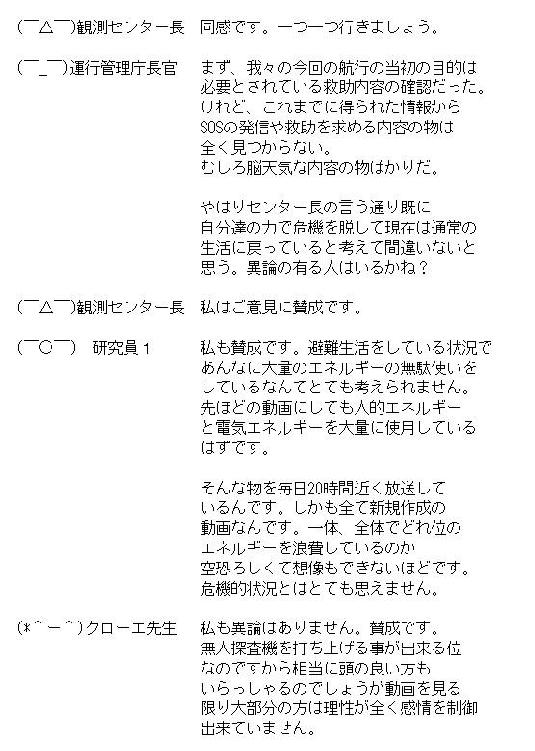 (￣△￣)観測センター長　同感です。一つ一つ行きましょう。
(￣_￣)運行管理庁長官　まず、我々の今回の航行の当初の目的は
必要とされている救助内容の確認だった。
けれど、これまでに得られた情報から
SOSの発信や救助を求める内容の物は
全く見つからない。
むしろ脳天気な内容の物ばかりだ。
やはりセンター長の言う通り既に
自分達の力で危機を脱して現在は通常の
生活に戻っていると考えて間違いないと
思う。異論の有る人はいるかね？
(￣△￣)観測センター長　私はご意見に賛成です。
(￣○￣)　研究員１　私も賛成です。避難生活をしている状況で
あんなに大量のエネルギーの無駄使いを
しているなんてとても考えられません。
先ほどの動画にしても人的エネルギー
と電気エネルギーを大量に使用している
はずです。
そんな物を毎日20時間近く放送して
いるんです。しかも全て新規作成の
動画なんです。一体、全体でどれ位の
エネルギーを浪費しているのか
空恐ろしくて想像もできないほどです。
危機的状況とはとても思えません。
(*＾ー＾)クローエ先生　私も異論はありません。賛成です。
無人探査機を打ち上げる事が出来る位
なのですから相当に頭の良い方も
いらっしゃるのでしょうが動画を見る
限り大部分の方は理性が全く感情を制御
出来ていません。